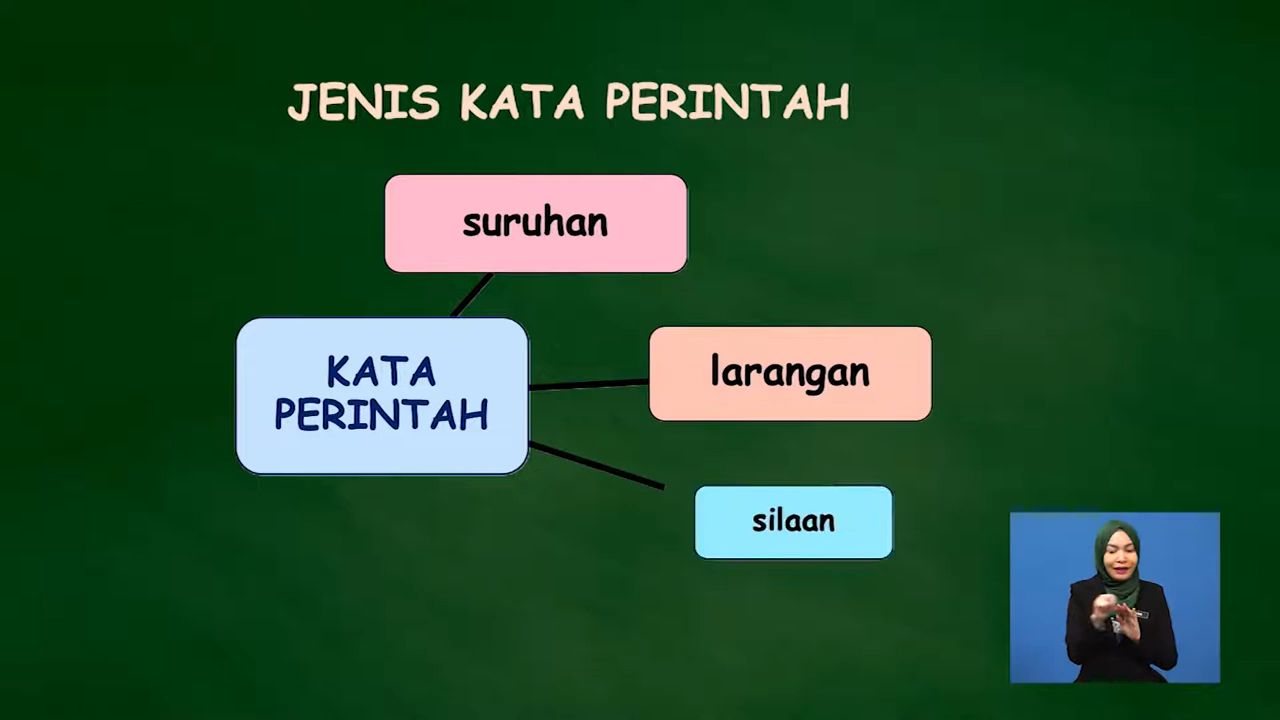 JENIS KATA PERINTAH
suruhan
KATA
PERINTAH
larangan
silaan